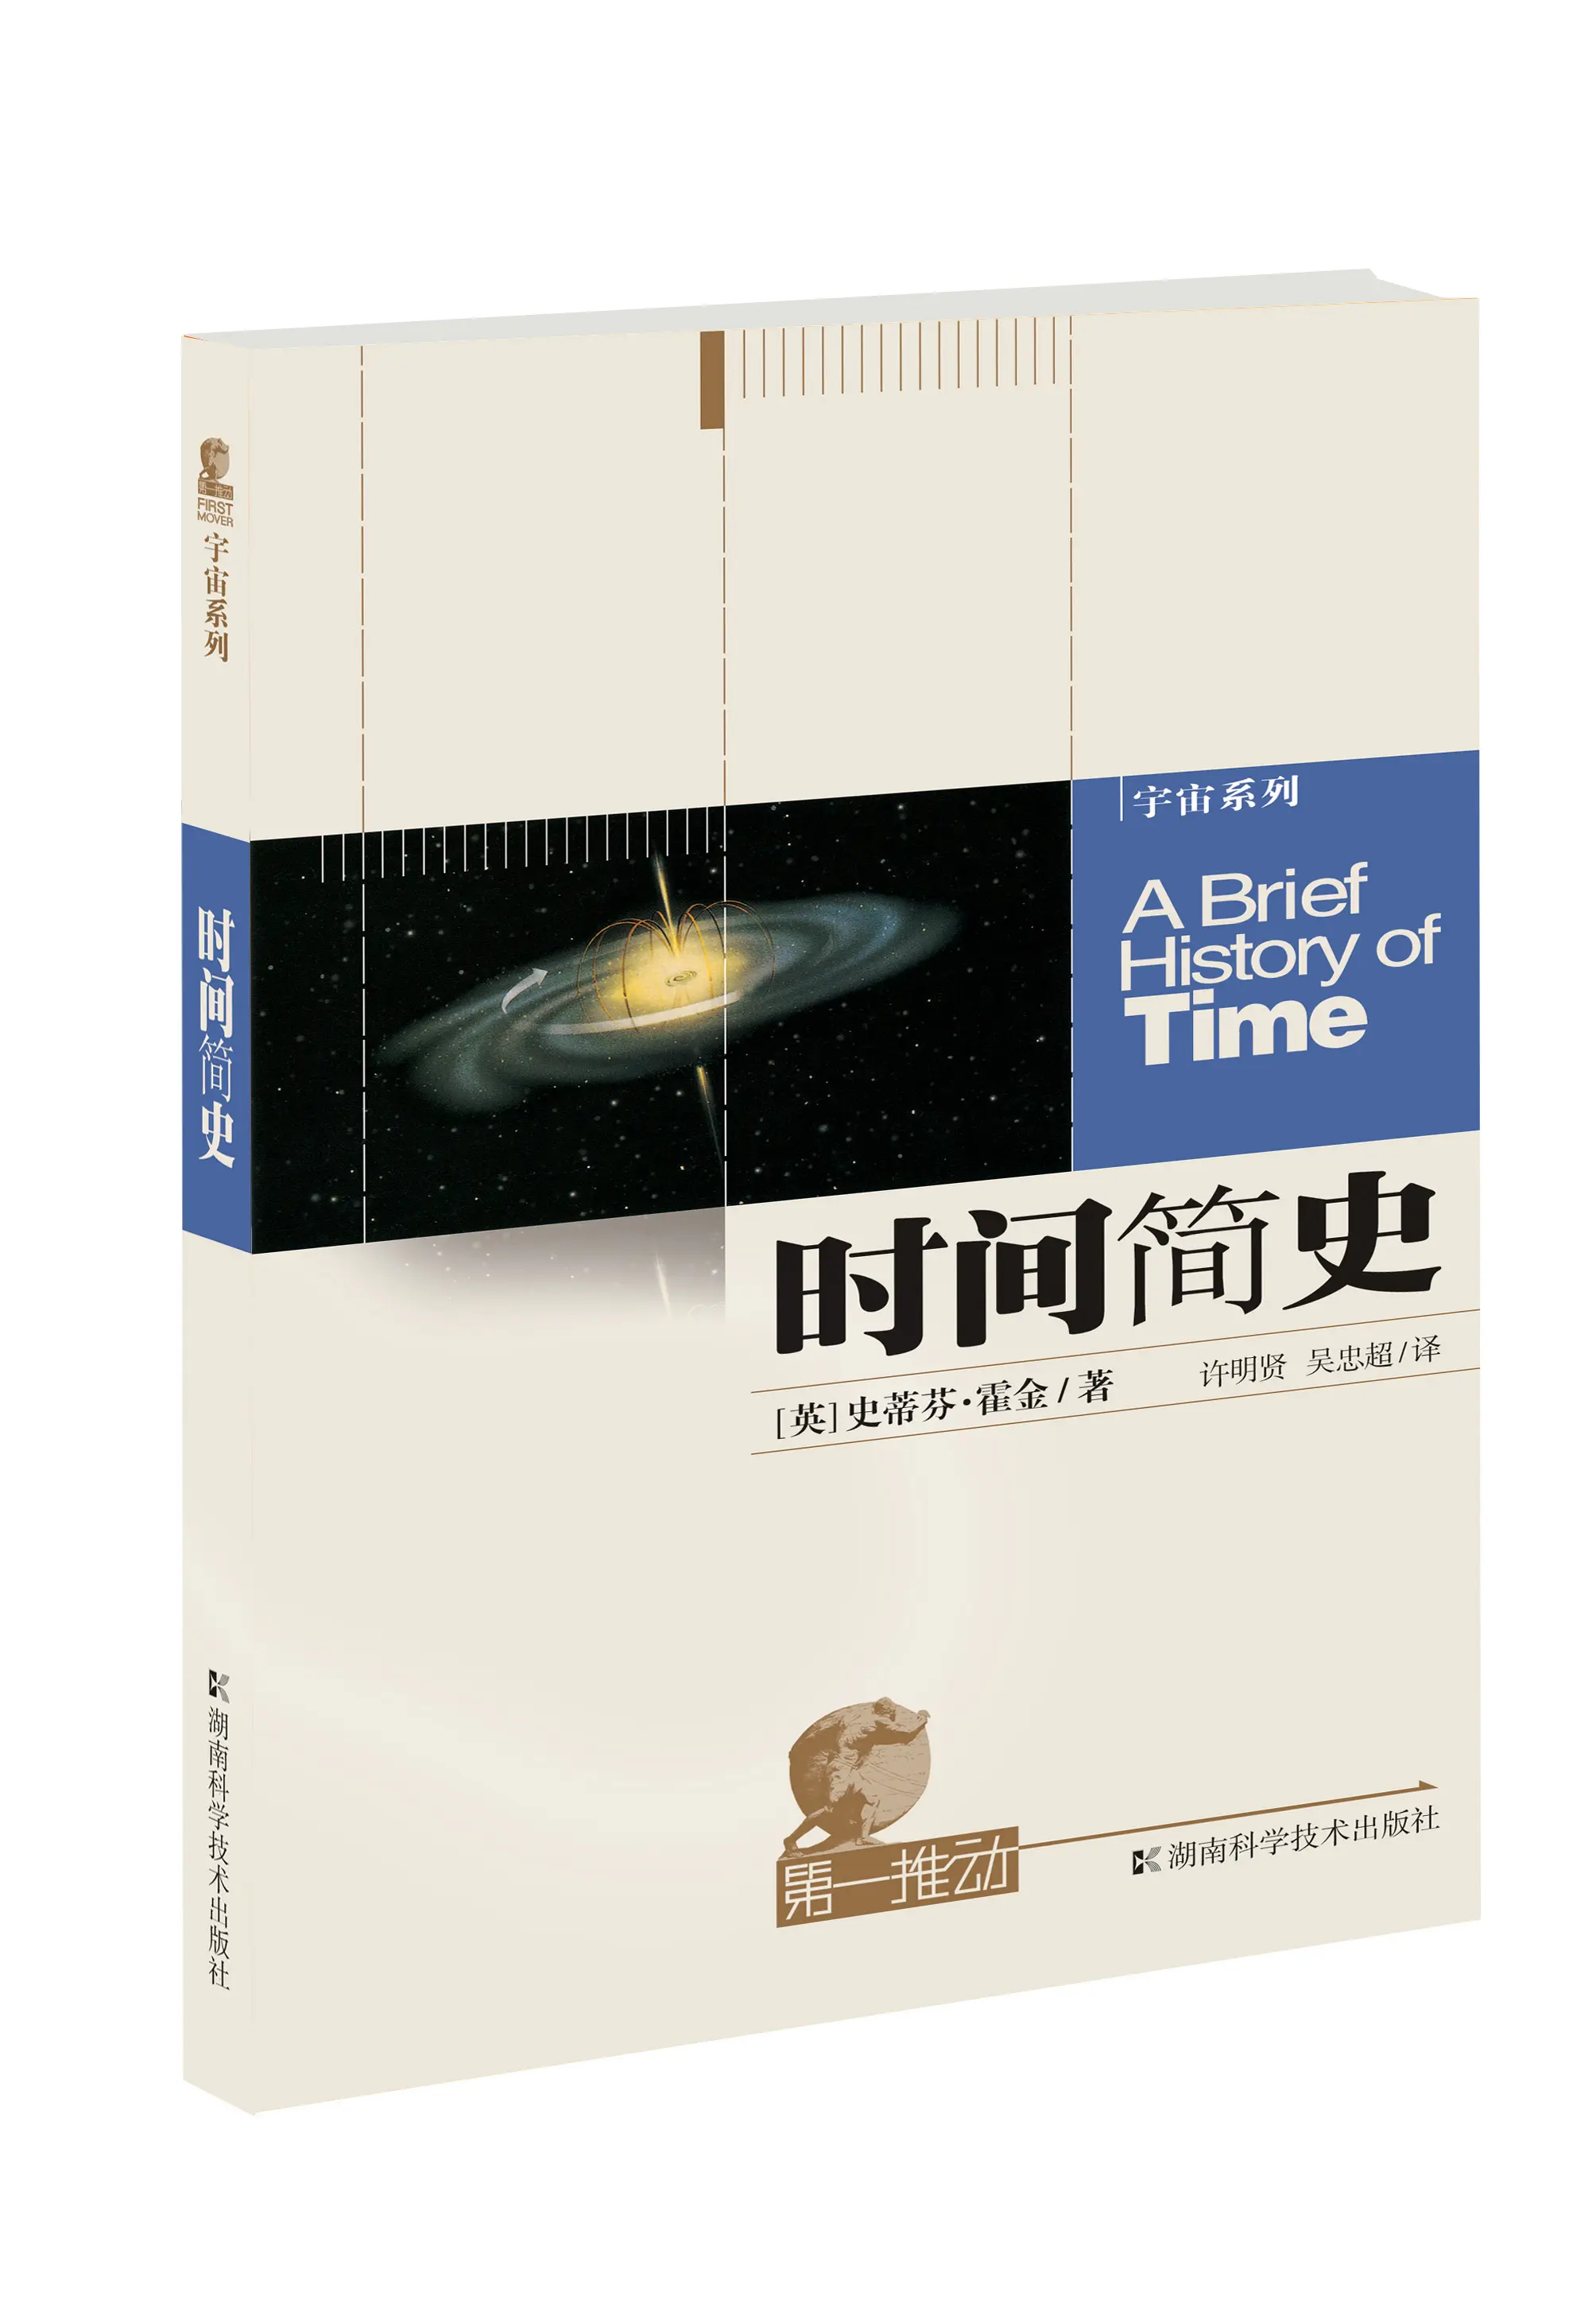 第一推动
FIRST
MOVER
宇宙系列
时间简史
湖南科学技术出版社
宇宙系列
A Brief
History of
Time
时间简史
[英]史蒂芬·霍金/著
许明贤 吴忠超/译
第一推动
湖南科学技术出版社